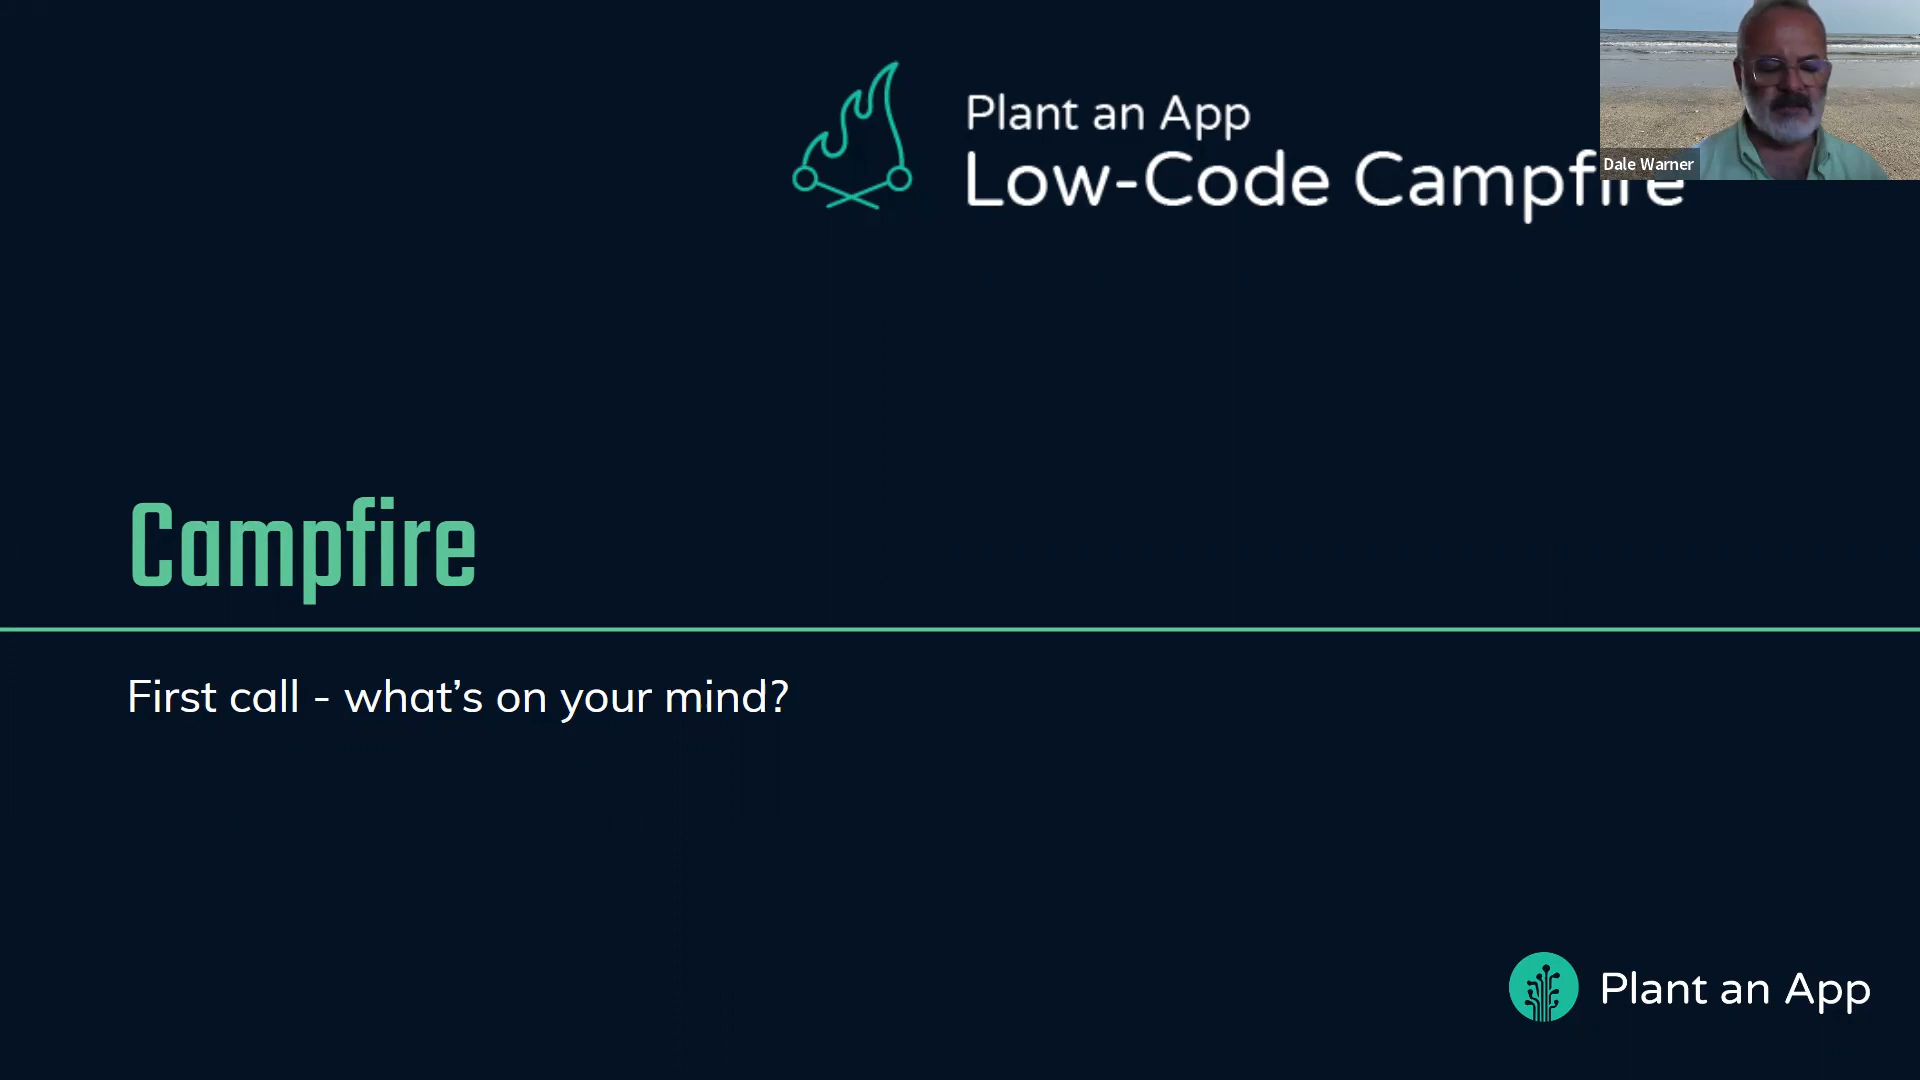 Plant an App
Low-Code Campfire
Dale Warner
Campfire
First call - what's on your mind?
Plant an App